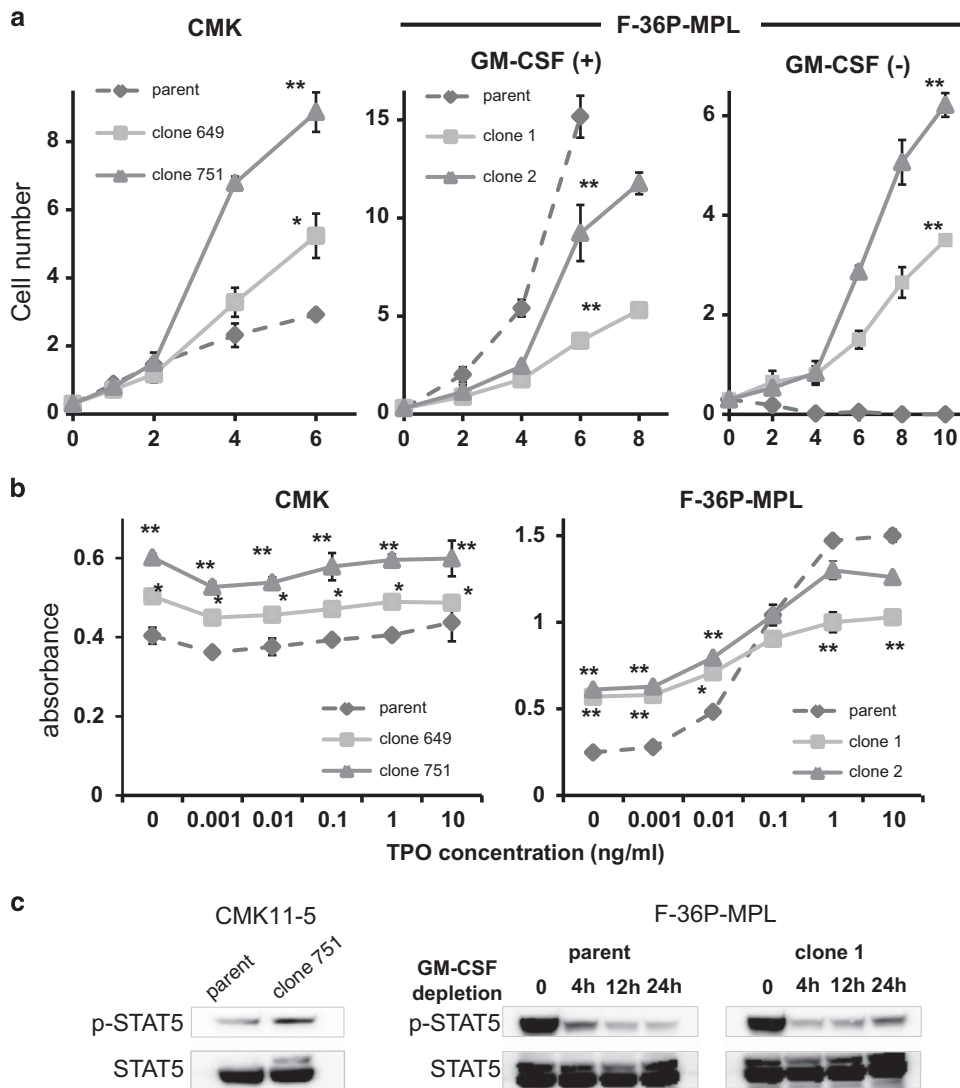 a
CMK
F-36P-MPL
GM-CSF (+)
GM-CSF (-)
Cell number
parent
clone 649
clone 751
**
*
8
6
4
2
0
0 2 4 6
parent
clone 1
clone 2
**
**
15
10
5
0
0 2 4 6 8
**
**
6
4
2
0
0 2 4 6 8 10
b
CMK
F-36P-MPL
absorbance
0.6
0.4
0.2
0
** ** ** ** ** **
* * * * * *
parent
clone 649
clone 751
0 0.001 0.01 0.1 1 10
1.5
1
0.5
0
** ** **
** ** * ** **
parent
clone 1
clone 2
0 0.001 0.01 0.1 1 10
TPO concentration (ng/ml)
c
CMK11-5
F-36P-MPL
parent
clone 751
parent
clone 1
GM-CSF
depletion
0 4h 12h 24h
0 4h 12h 24h
p-STAT5
p-STAT5
STAT5
STAT5